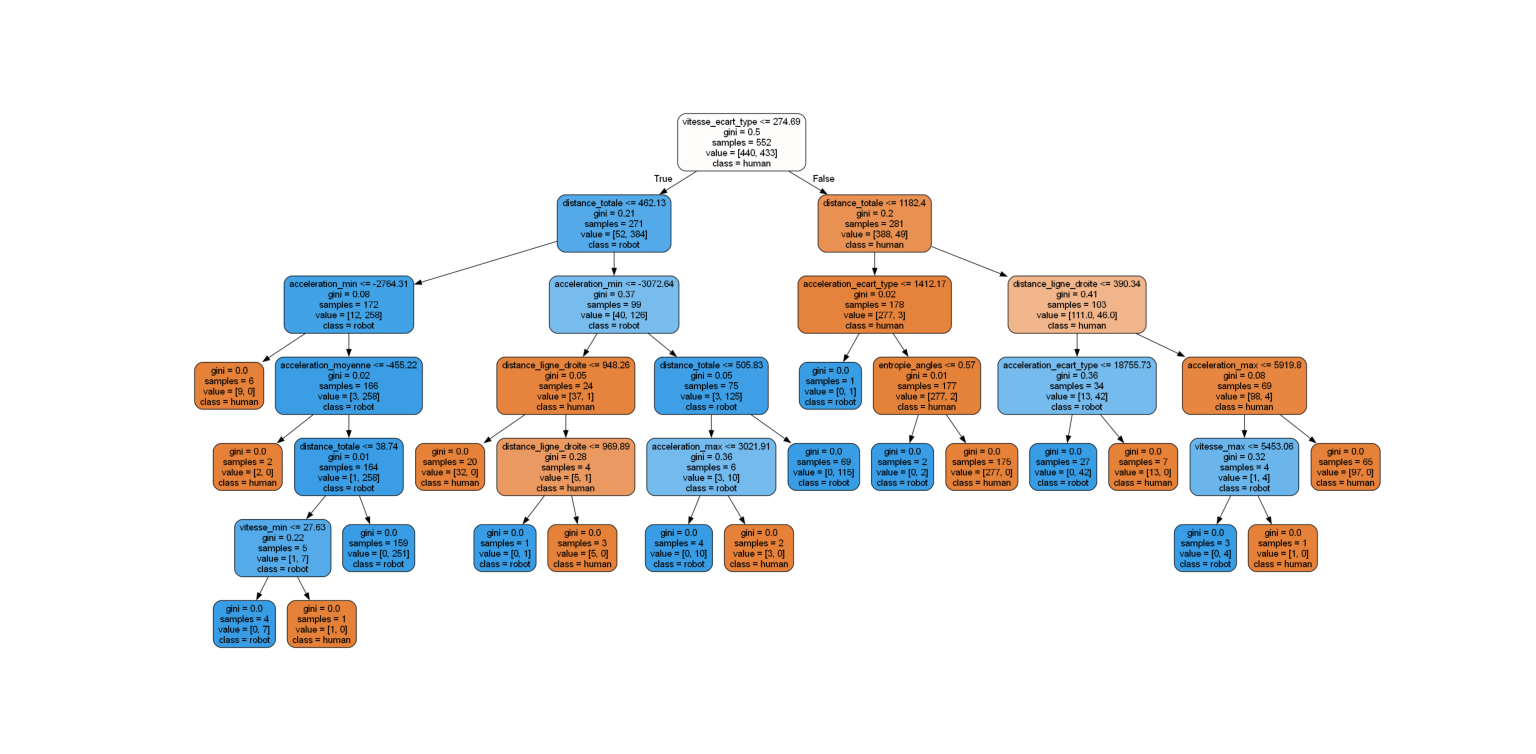 vitesse_ecart_type <= 274.69
gini = 0.5
samples = 552
value = [440, 433]
class = human
True
False
distance_totale <= 462.13
gini = 0.21
samples = 271
value = [52, 384]
class = robot
distance_totale <= 1182.4
gini = 0.2
samples = 281
value = [388, 49]
class = human
acceleration_min <= -2764.31
gini = 0.08
samples = 172
value = [12, 258]
class = robot
acceleration_min <= -3072.64
gini = 0.37
samples = 99
value = [40, 126]
class = robot
acceleration_ecart_type <= 1412.17
gini = 0.02
samples = 178
value = [277, 3]
class = human
distance_ligne_droite <= 390.34
gini = 0.41
samples = 103
value = [111.0, 46.0]
class = human
gini = 0.0
samples = 6
value = [9, 0]
class = human
acceleration_moyenne <= -455.22
gini = 0.02
samples = 166
value = [3, 258]
class = robot
distance_ligne_droite <= 948.26
gini = 0.05
samples = 24
value = [37, 1]
class = human
distance_totale <= 505.83
gini = 0.05
samples = 75
value = [3, 125]
class = robot
gini = 0.0
samples = 1
value = [0, 1]
class = robot
entropie_angles <= 0.57
gini = 0.01
samples = 177
value = [277, 2]
class = human
acceleration_ecart_type <= 18755.73
gini = 0.36
samples = 34
value = [13, 42]
class = robot
acceleration_max <= 5919.8
gini = 0.08
samples = 69
value = [98, 4]
class = human
gini = 0.0
samples = 2
value = [2, 0]
class = human
distance_totale <= 38.74
gini = 0.01
samples = 164
value = [1, 258]
class = robot
gini = 0.0
samples = 20
value = [32, 0]
class = human
distance_ligne_droite <= 969.89
gini = 0.28
samples = 4
value = [5, 1]
class = human
acceleration_max <= 3021.91
gini = 0.36
samples = 6
value = [3, 10]
class = robot
gini = 0.0
samples = 69
value = [0, 115]
class = robot
gini = 0.0
samples = 2
value = [0, 2]
class = robot
gini = 0.0
samples = 175
value = [277, 0]
class = human
gini = 0.0
samples = 27
value = [0, 42]
class = robot
gini = 0.0
samples = 7
value = [13, 0]
class = human
vitesse_max <= 5453.06
gini = 0.32
samples = 4
value = [1, 4]
class = robot
gini = 0.0
samples = 65
value = [97, 0]
class = human
vitesse_min <= 27.63
gini = 0.22
samples = 5
value = [1, 7]
class = robot
gini = 0.0
samples = 159
value = [0, 251]
class = robot
gini = 0.0
samples = 1
value = [0, 1]
class = robot
gini = 0.0
samples = 3
value = [5, 0]
class = human
gini = 0.0
samples = 4
value = [0, 10]
class = robot
gini = 0.0
samples = 2
value = [3, 0]
class = human
gini = 0.0
samples = 3
value = [0, 4]
class = robot
gini = 0.0
samples = 1
value = [1, 0]
class = human
gini = 0.0
samples = 4
value = [0, 7]
class = robot
gini = 0.0
samples = 1
value = [1, 0]
class = human